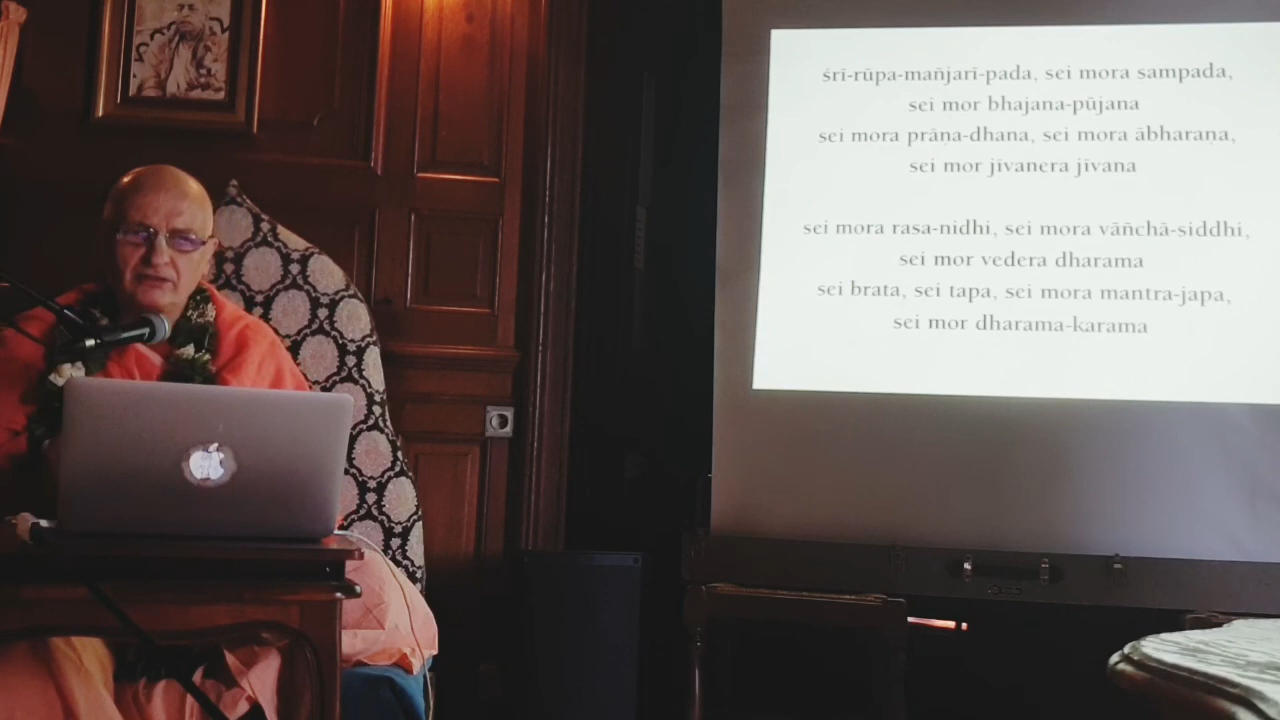 śrī-rūpa-mañjarī-pada, sei mora sampada,
sei mor bhajana-pūjana
sei mora prāṇa-dhana, sei mora ābharaṇa,
sei mor jīvanera jīvana
sei mora rasa-nidhi, sei mora vāñchā-siddhi,
sei mor vedera dharama
sei brata, sei tapa, sei mora mantra-japa,
sei mor dharama-karama